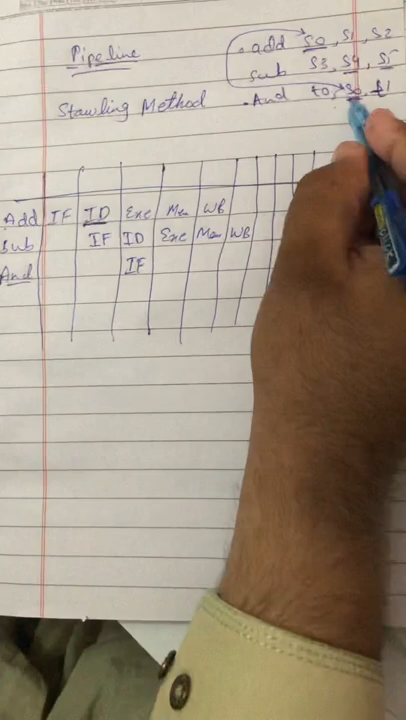 Pipeline
Stawling Method
. add S0, S1, S2
sub S3 S4, S5
. And t0, S0,
Add IF ID Exe Mem WB
Sub IF ID Exe Mem WB
And IF